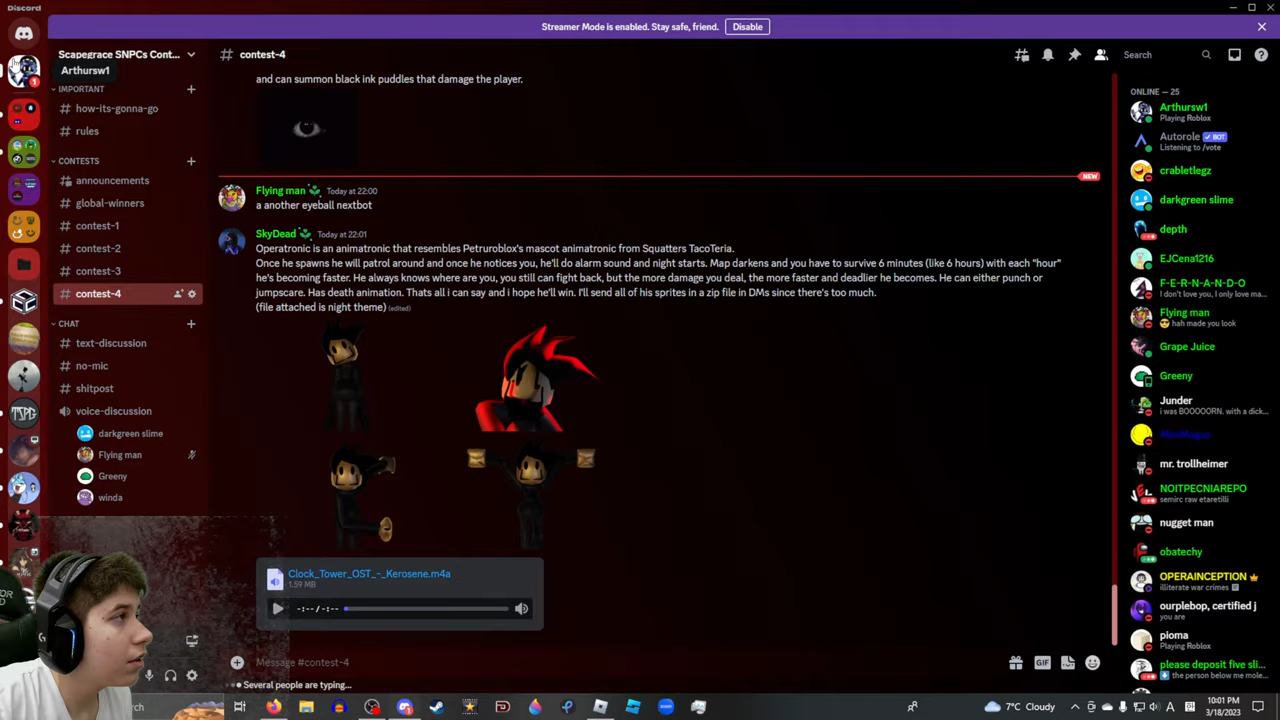 Discord
Streamer Mode is enabled. Stay safe, friend.
Disable
Scapegrace SNPCs Cont...
Arthursw1
1
IMPORTANT
how-its-gonna-go
rules
CONTESTS
announcements
global-winners
contest-1
contest-2
contest-3
contest-4
CHAT
text-discussion
no-mic
shitpost
voice-discussion
darkgreen slime
Flying man
Greeny
winda
TSPG
contest-4
Search
and can summon black ink puddles that damage the player.
NEW
Flying man Today at 22:00
a another eyeball nextbot
SkyDead Today at 22:01
Operatronic is an animatronic that resembles Petruroblox's mascot animatronic from Squatters TacoTeria.
Once he spawns he will patrol around and once he notices you, he'll do alarm sound and night starts. Map darkens and you have to survive 6 minutes (like 6 hours) with each "hour"
he's becoming faster. He always knows where are you, you still can fight back, but the more damage you deal, the more faster and deadlier he becomes. He can either punch or
jumpscare. Has death animation. Thats all i can say and i hope he'll win. I'll send all of his sprites in a zip file in DMs since there's too much.
(file attached is night theme) (edited)
Clock_Tower_OST_-_Kerosene.m4a
1.59 MB
-:-- / -:--
Message #contest-4
GIF
Several people are typing...
ONLINE — 25
Arthursw1
Playing Roblox
Autorole BOT
Listening to /vote
crabletlegz
darkgreen slime
depth
EJCena1216
F-E-R-N-A-N-D-O
I don't love you, I only love ma...
Flying man
hah made you look
Grape Juice
Greeny
Junder
i was BOOOOORN. with a dick...
mr. trollheimer
NOITPECNIAREPO
semirc raw etaretilli
nugget man
obatechy
OPERAINCEPTION
illiterate war crimes
ourplebop, certified j
you are
pioma
Playing Roblox
please deposit five sli...
the person below me mole...
7°C Cloudy
A
10:01 PM
3/18/2023